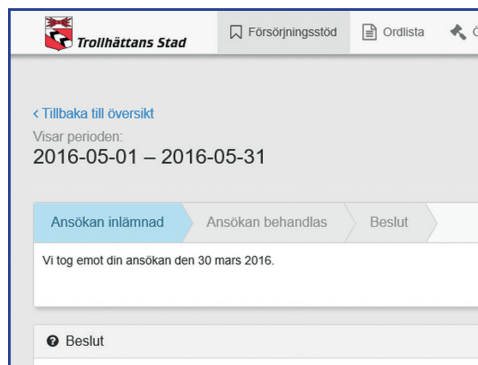 Trollhättans Stad
Försörjningsstöd
Ordlista
Tillbaka till översikt
Visar perioden:
2016-05-01 – 2016-05-31
Ansökan inlämnad
Ansökan behandlas
Beslut
Vi tog emot din ansökan den 30 mars 2016.
Beslut